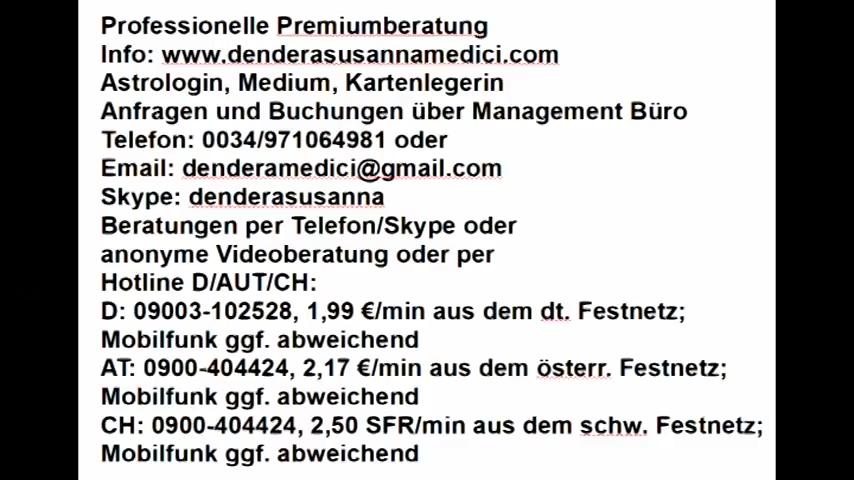 Professionelle Premiumberatung
Info: www.denderasusannamedici.com
Astrologin, Medium, Kartenlegerin
Anfragen und Buchungen über Management Büro
Telefon: 0034/971064981 oder
Email: denderamedici@gmail.com
Skype: denderasusanna
Beratungen per Telefon/Skype oder
anonyme Videoberatung oder per
Hotline D/AUT/CH:
D: 09003-102528, 1,99 €/min aus dem dt. Festnetz;
Mobilfunk ggf. abweichend
AT: 0900-404424, 2,17 €/min aus dem österr. Festnetz;
Mobilfunk ggf. abweichend
CH: 0900-404424, 2,50 SFR/min aus dem schw. Festnetz;
Mobilfunk ggf. abweichend